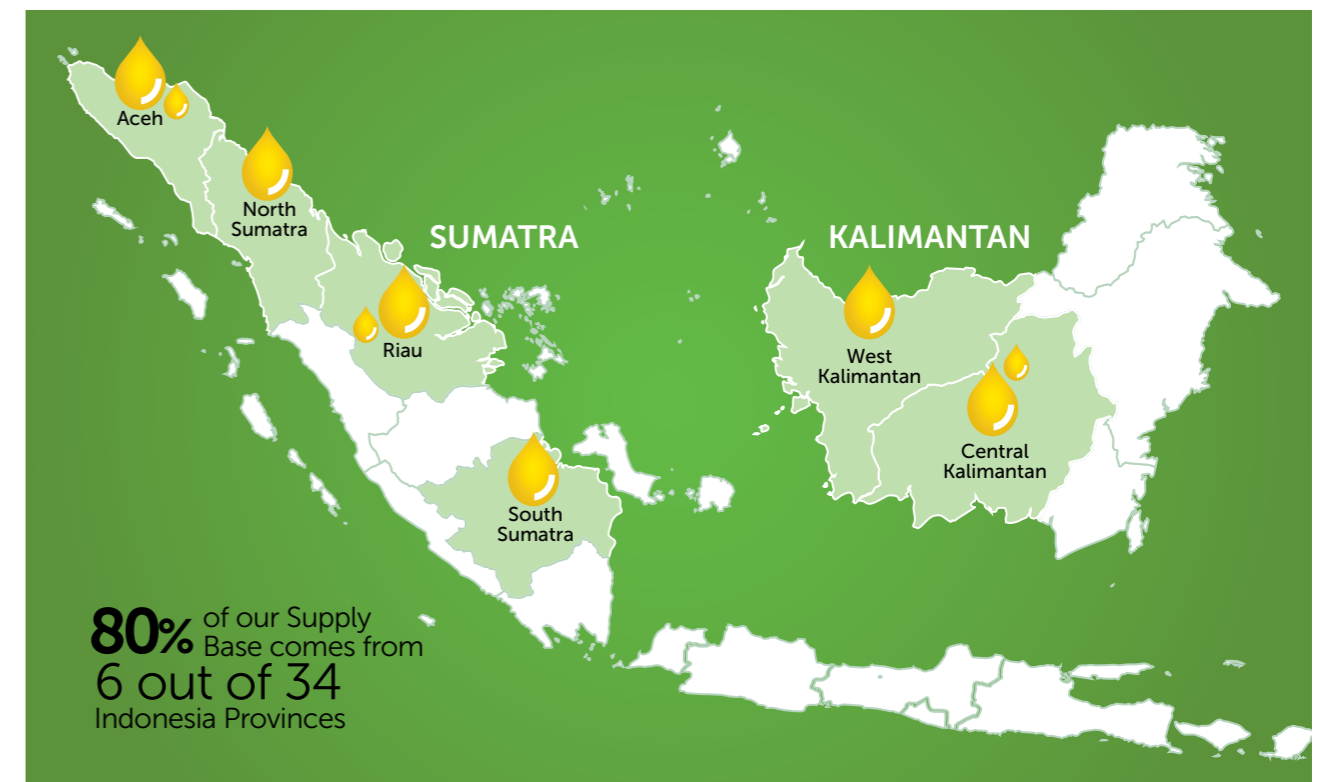 Aceh
North
Sumatra
SUMATRA
KALIMANTAN
Riau
West
Kalimantan
Central
Kalimantan
South
Sumatra
80% of our Supply
Base comes from
6 out of 34
Indonesia Provinces